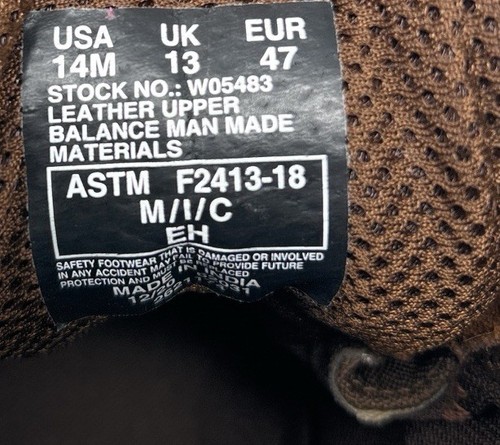 USA UK EUR
14M 13 47
STOCK NO.: W05483
LEATHER UPPER
BALANCE MAN MADE
MATERIALS
ASTM F2413-18
M/I/C
EH
SAFETY FOOTWEAR THAT IS DAMAGED OR INVOLVED
IN ANY ACCIDENT MAY FAIL TO PROVIDE FUTURE
PROTECTION AND MUST BE REPLACED
MADE IN INDIA